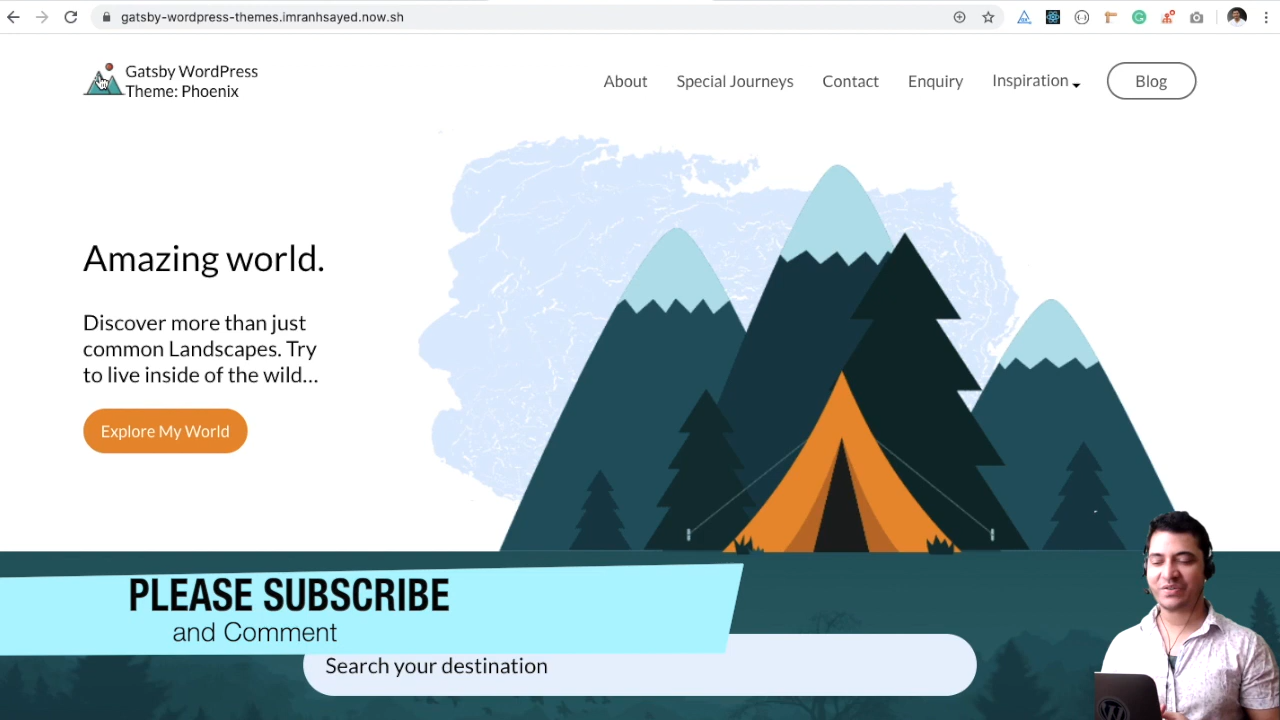 gatsby-wordpress-themes.imranhsayed.now.sh
Gatsby WordPress
Theme: Phoenix
About
Special Journeys
Contact
Enquiry
Inspiration
Blog
Amazing world.
Discover more than just
common Landscapes. Try
to live inside of the wild...
Explore My World
PLEASE SUBSCRIBE
and Comment
Search your destination